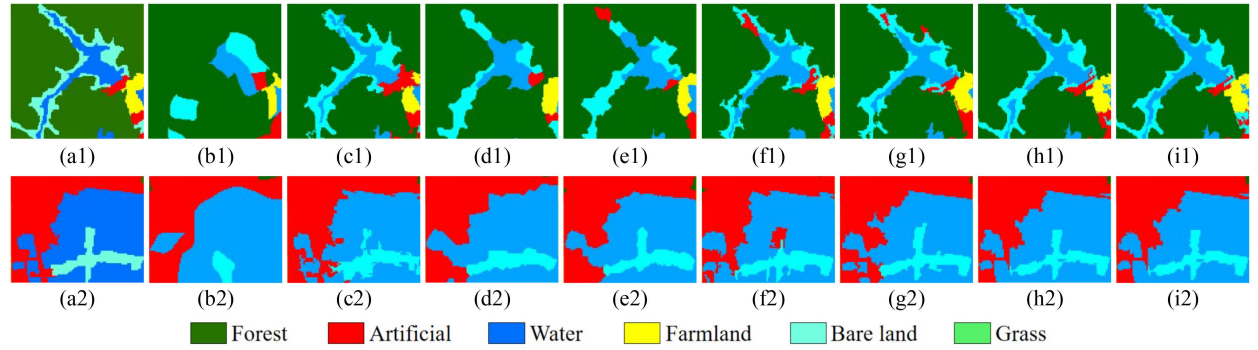 (a1) (b1) (c1) (d1) (e1) (f1) (g1) (h1) (i1)
(a2) (b2) (c2) (d2) (e2) (f2) (g2) (h2) (i2)
Forest Artificial Water Farmland Bare land Grass